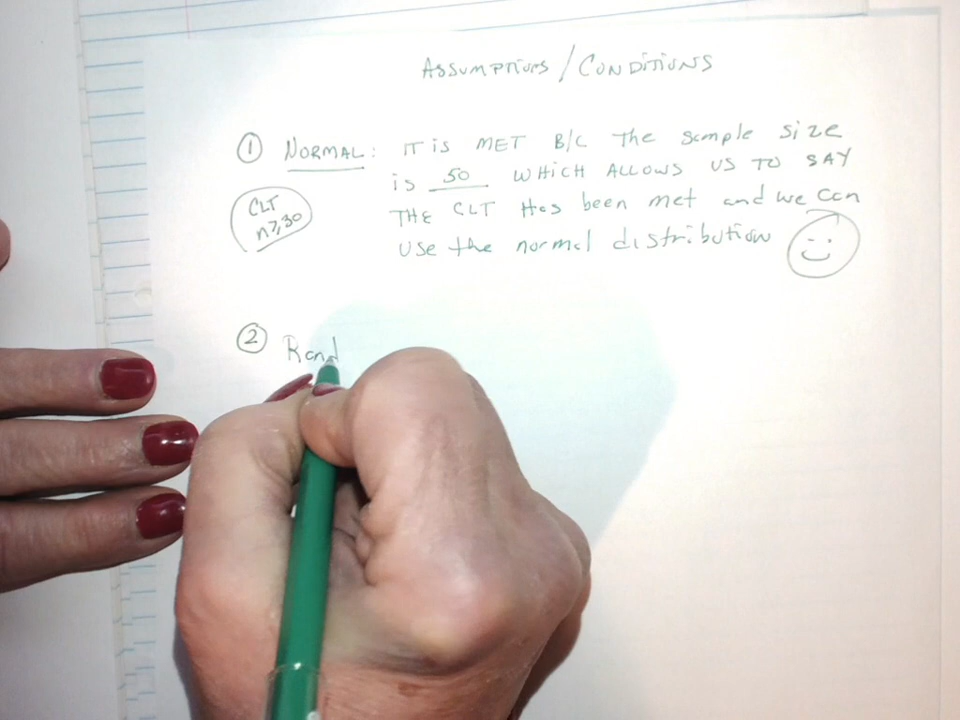 ASSUMPTIONS / CONDITIONS
① NORMAL: IT is MET B/C The sample size
is 50 WHICH ALLOWS US TO SAY
THE CLT Has been met and we can
use the normal distribution
CLT
n≥30
② Rand